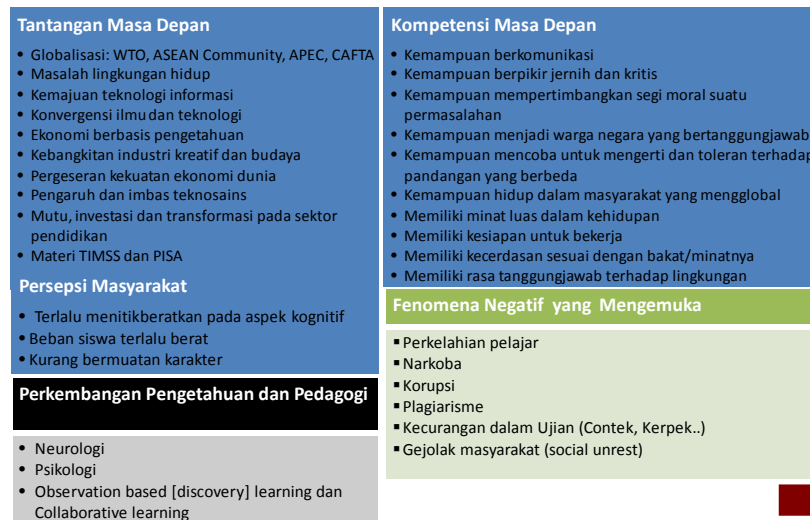 Tantangan Masa Depan
• Globalisasi: WTO, ASEAN Community, APEC, CAFTA
• Masalah lingkungan hidup
• Kemajuan teknologi informasi
• Konvergensi ilmu dan teknologi
• Ekonomi berbasis pengetahuan
• Kebangkitan industri kreatif dan budaya
• Pergeseran kekuatan ekonomi dunia
• Pengaruh dan imbas teknosains
• Mutu, investasi dan transformasi pada sektor
pendidikan
• Materi TIMSS dan PISA
Persepsi Masyarakat
• Terlalu menitikberatkan pada aspek kognitif
• Beban siswa terlalu berat
• Kurang bermuatan karakter
Perkembangan Pengetahuan dan Pedagogi
• Neurologi
• Psikologi
• Observation based [discovery] learning dan
Collaborative learning
Kompetensi Masa Depan
• Kemampuan berkomunikasi
• Kemampuan berpikir jernih dan kritis
• Kemampuan mempertimbangkan segi moral suatu
permasalahan
• Kemampuan menjadi warga negara yang bertanggungjawab
• Kemampuan mencoba untuk mengerti dan toleran terhadap
pandangan yang berbeda
• Kemampuan hidup dalam masyarakat yang mengglobal
• Memiliki minat luas dalam kehidupan
• Memiliki kesiapan untuk bekerja
• Memiliki kecerdasan sesuai dengan bakat/minatnya
• Memiliki rasa tanggungjawab terhadap lingkungan
Fenomena Negatif yang Mengemuka
▪ Perkelahian pelajar
▪ Narkoba
▪ Korupsi
▪ Plagiarisme
▪ Kecurangan dalam Ujian (Contek, Kerpek..)
▪ Gejolak masyarakat (social unrest)